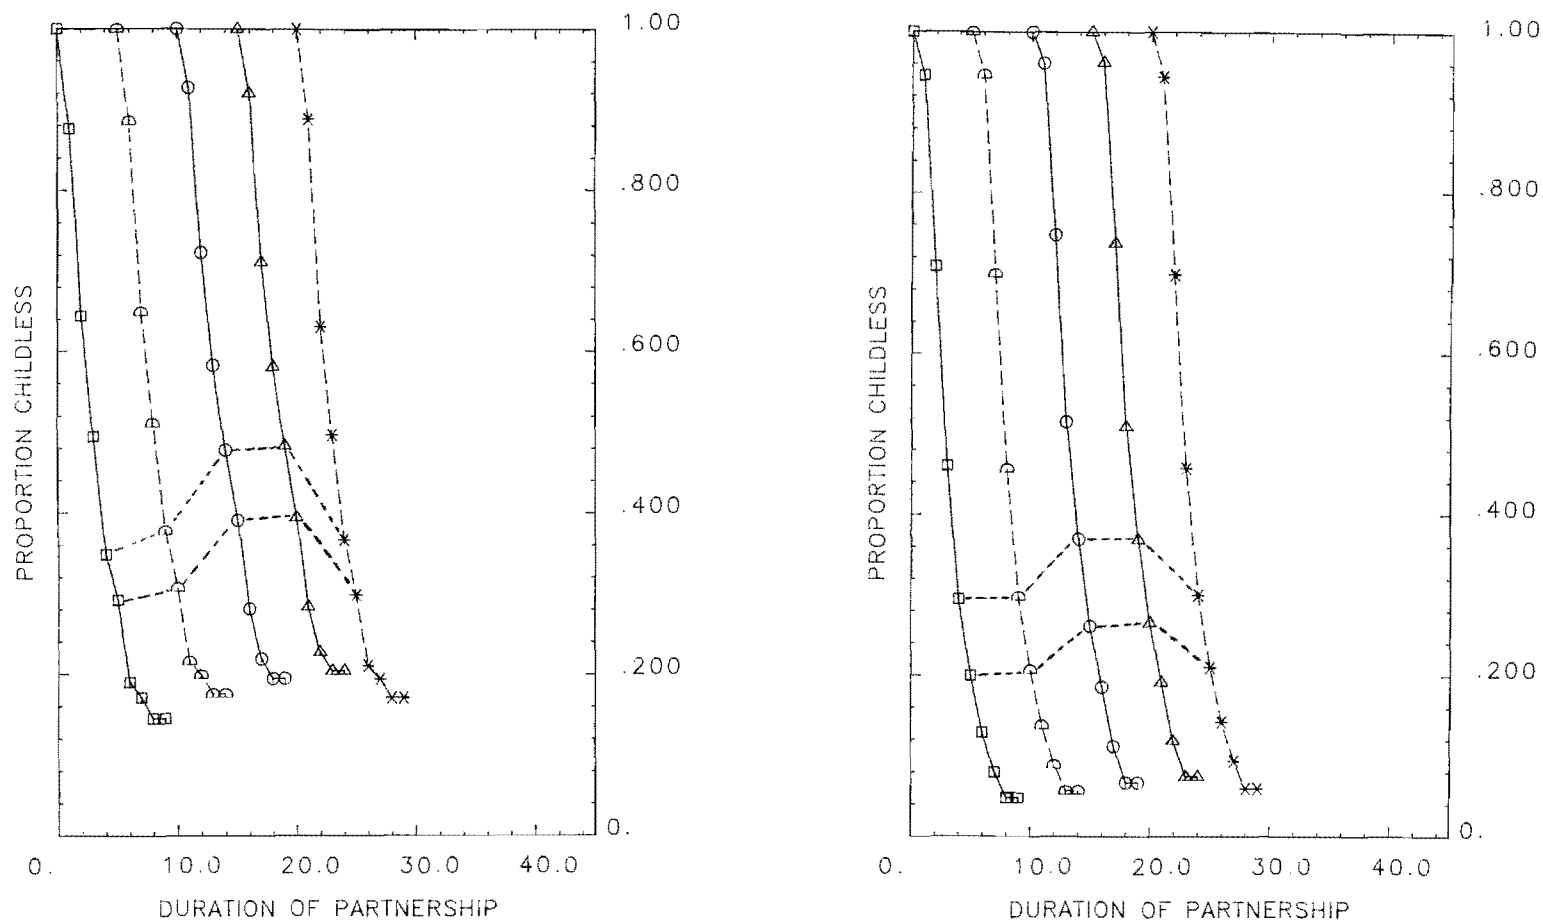 1.00
.800
.600
.400
.200
0.
PROPORTION CHILDLESS
0. 10.0 20.0 30.0 40.0
DURATION OF PARTNERSHIP
1.00
.800
.600
.400
.200
0.
PROPORTION CHILDLESS
0. 10.0 20.0 30.0 40.0
DURATION OF PARTNERSHIP